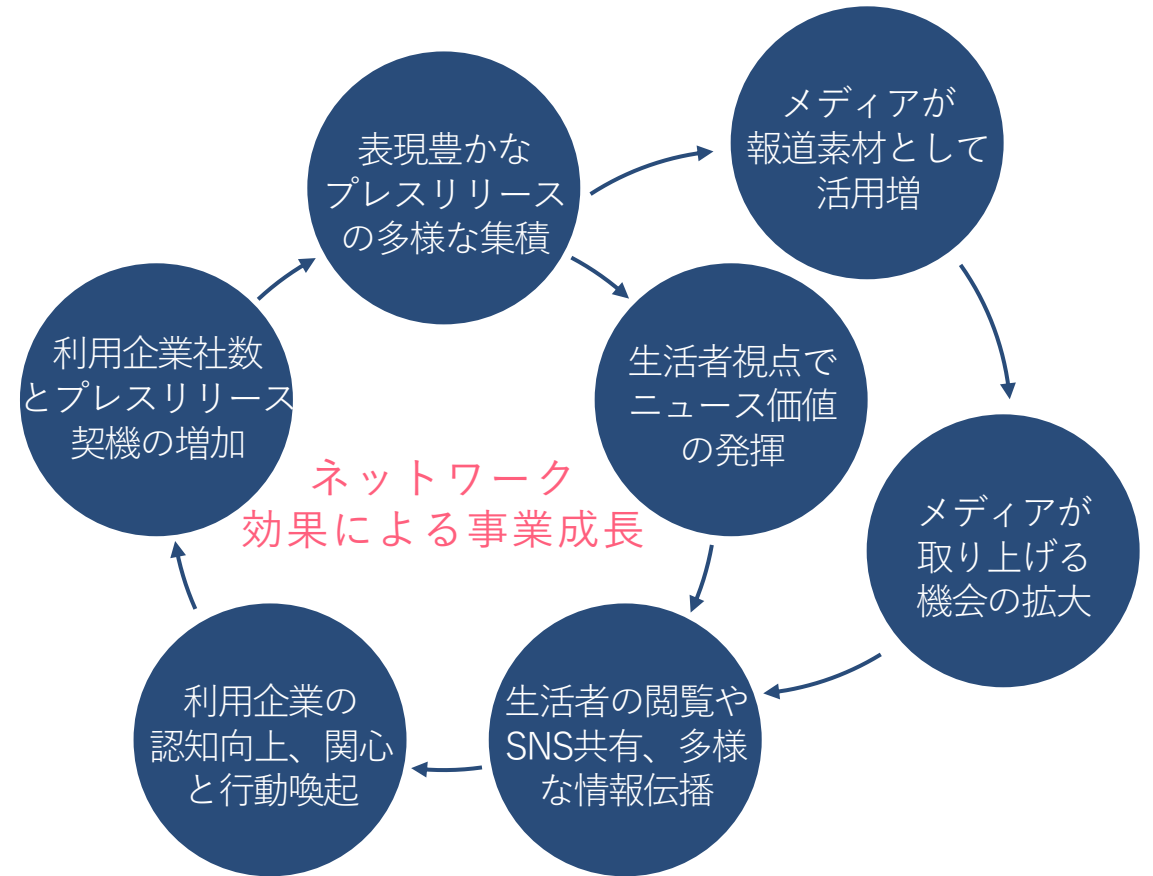 表現豊かな
プレスリリース
の多様な集積
メディアが
報道素材として
活用増
利用企業社数
とプレスリリース
契機の増加
生活者視点で
ニュース価値
の発揮
ネットワーク
効果による事業成長
メディアが
取り上げる
機会の拡大
利用企業の
認知向上、関心
と行動喚起
生活者の閲覧や
SNS共有、多様
な情報伝播